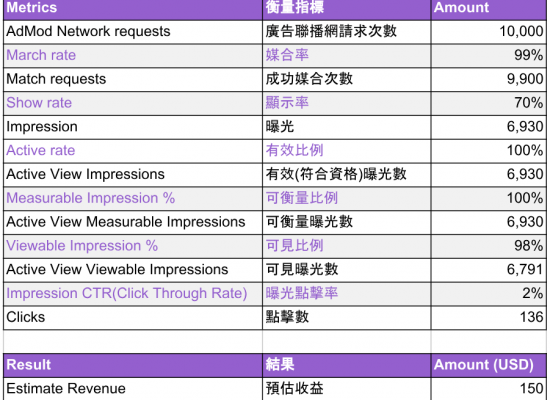 Metrics 衡量指標 Amount
AdMod Network requests 廣告聯播網請求次數 10,000
March rate 媒合率 99%
Match requests 成功媒合次數 9,900
Show rate 顯示率 70%
Impression 曝光 6,930
Active rate 有效比例 100%
Active View Impressions 有效(符合資格)曝光數 6,930
Measurable Impression % 可衡量比例 100%
Active View Measurable Impressions 可衡量曝光數 6,930
Viewable Impression % 可見比例 98%
Active View Viewable Impressions 可見曝光數 6,791
Impression CTR(Click Through Rate) 曝光點擊率 2%
Clicks 點擊數 136
Result 結果 Amount (USD)
Estimate Revenue 預估收益 150